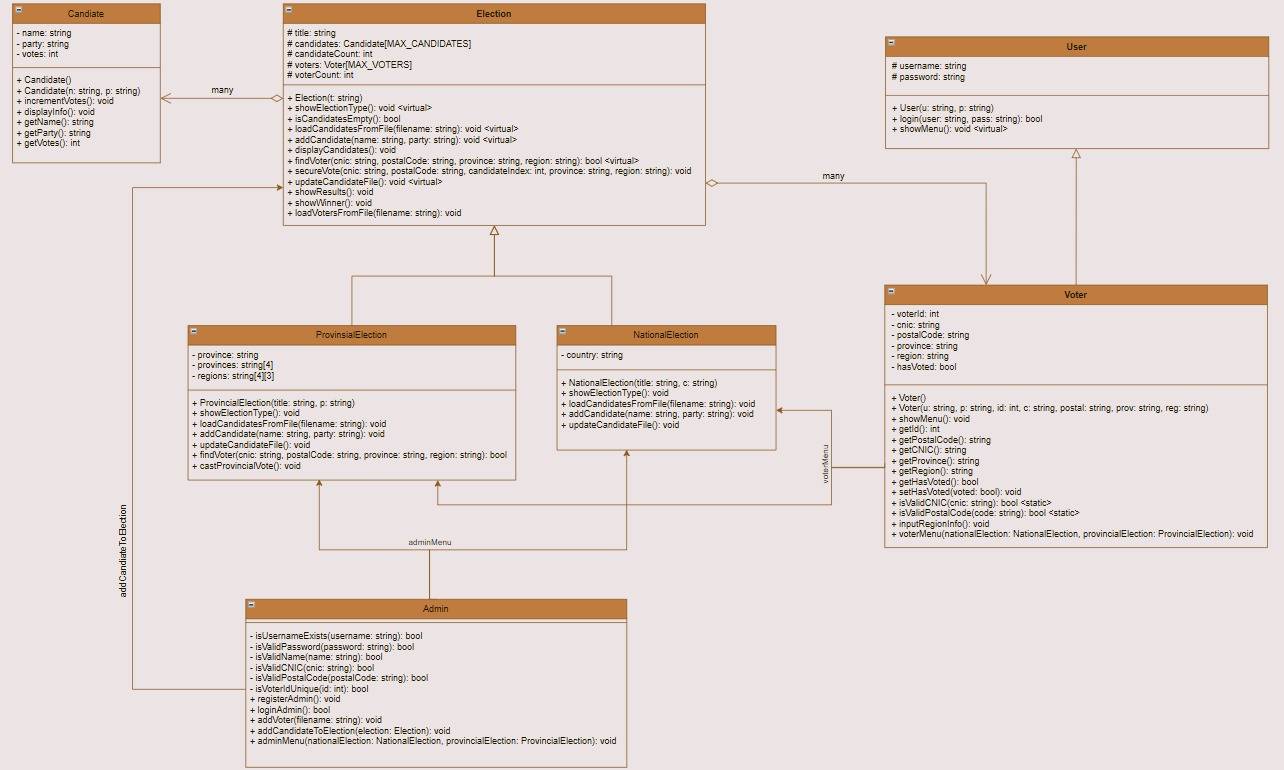 Candiate
- name: string
- party: string
- votes: int
+ Candidate()
+ Candidate(n: string, p: string)
+ incrementVotes(): void
+ displayInfo(): void
+ getName(): string
+ getParty(): string
+ getVotes(): int
many
Election
# title: string
# candidates: Candidate[MAX_CANDIDATES]
# candidateCount: int
# voters: Voter[MAX_VOTERS]
# voterCount: int
+ Election(t: string)
+ showElectionType(): void <virtual>
+ isCandidatesEmpty(): bool
+ loadCandidatesFromFile(filename: string): void <virtual>
+ addCandidate(name: string, party: string): void <virtual>
+ displayCandidates(): void
+ findVoter(cnic: string, postalCode: string, province: string, region: string): bool <virtual>
+ secureVote(cnic: string, postalCode: string, candidateIndex: int, province: string, region: string): void
+ updateCandidateFile(): void <virtual>
+ showResults(): void
+ showWinner(): void
+ loadVotersFromFile(filename: string): void
many
User
# username: string
# password: string
+ User(u: string, p: string)
+ login(user: string, pass: string): bool
+ showMenu(): void <virtual>
ProvinsialElection
- province: string
- provinces: string[4]
- regions: string[4][3]
+ ProvincialElection(title: string, p: string)
+ showElectionType(): void
+ loadCandidatesFromFile(filename: string): void
+ addCandidate(name: string, party: string): void
+ updateCandidateFile(): void
+ findVoter(cnic: string, postalCode: string, province: string, region: string): bool
+ castProvincialVote(): void
NationalElection
- country: string
+ NationalElection(title: string, c: string)
+ showElectionType(): void
+ loadCandidatesFromFile(filename: string): void
+ addCandidate(name: string, party: string): void
+ updateCandidateFile(): void
voterMenu
Voter
- voterId: int
- cnic: string
- postalCode: string
- province: string
- region: string
- hasVoted: bool
+ Voter()
+ Voter(u: string, p: string, id: int, c: string, postal: string, prov: string, reg: string)
+ showMenu(): void
+ getId(): int
+ getPostalCode(): string
+ getCNIC(): string
+ getProvince(): string
+ getRegion(): string
+ getHasVoted(): bool
+ setHasVoted(voted: bool): void
+ isValidCNIC(cnic: string): bool <static>
+ isValidPostalCode(code: string): bool <static>
+ inputRegionInfo(): void
+ voterMenu(nationalElection: NationalElection, provincialElection: ProvincialElection): void
addCandiateToElection
adminMenu
Admin
- isUsernameExists(username: string): bool
- isValidPassword(password: string): bool
- isValidName(name: string): bool
- isValidCNIC(cnic: string): bool
- isValidPostalCode(postalCode: string): bool
- isVoterIdUnique(id: int): bool
+ registerAdmin(): void
+ loginAdmin(): bool
+ addVoter(filename: string): void
+ addCandidateToElection(election: Election): void
+ adminMenu(nationalElection: NationalElection, provincialElection: ProvincialElection): void